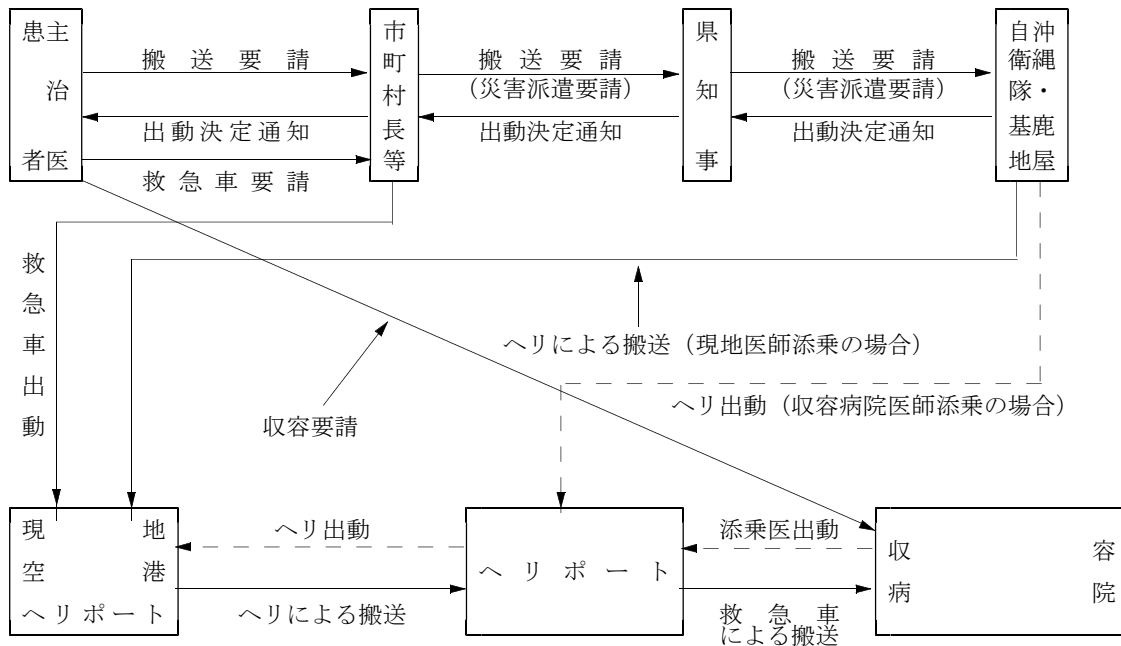 患者
主治医
搬送要請
出動決定通知
救急車要請
市町村長等
搬送要請
(災害派遣要請)
出動決定通知
県知事
搬送要請
(災害派遣要請)
出動決定通知
自衛隊・基地
沖縄・鹿屋
救急車出動
ヘリによる搬送（現地医師添乗の場合）
ヘリ出動（収容病院医師添乗の場合）
収容要請
現地
空港
ヘリポート
ヘリ出動
ヘリによる搬送
ヘリポート
添乗医出動
救急車
による搬送
収容
病院